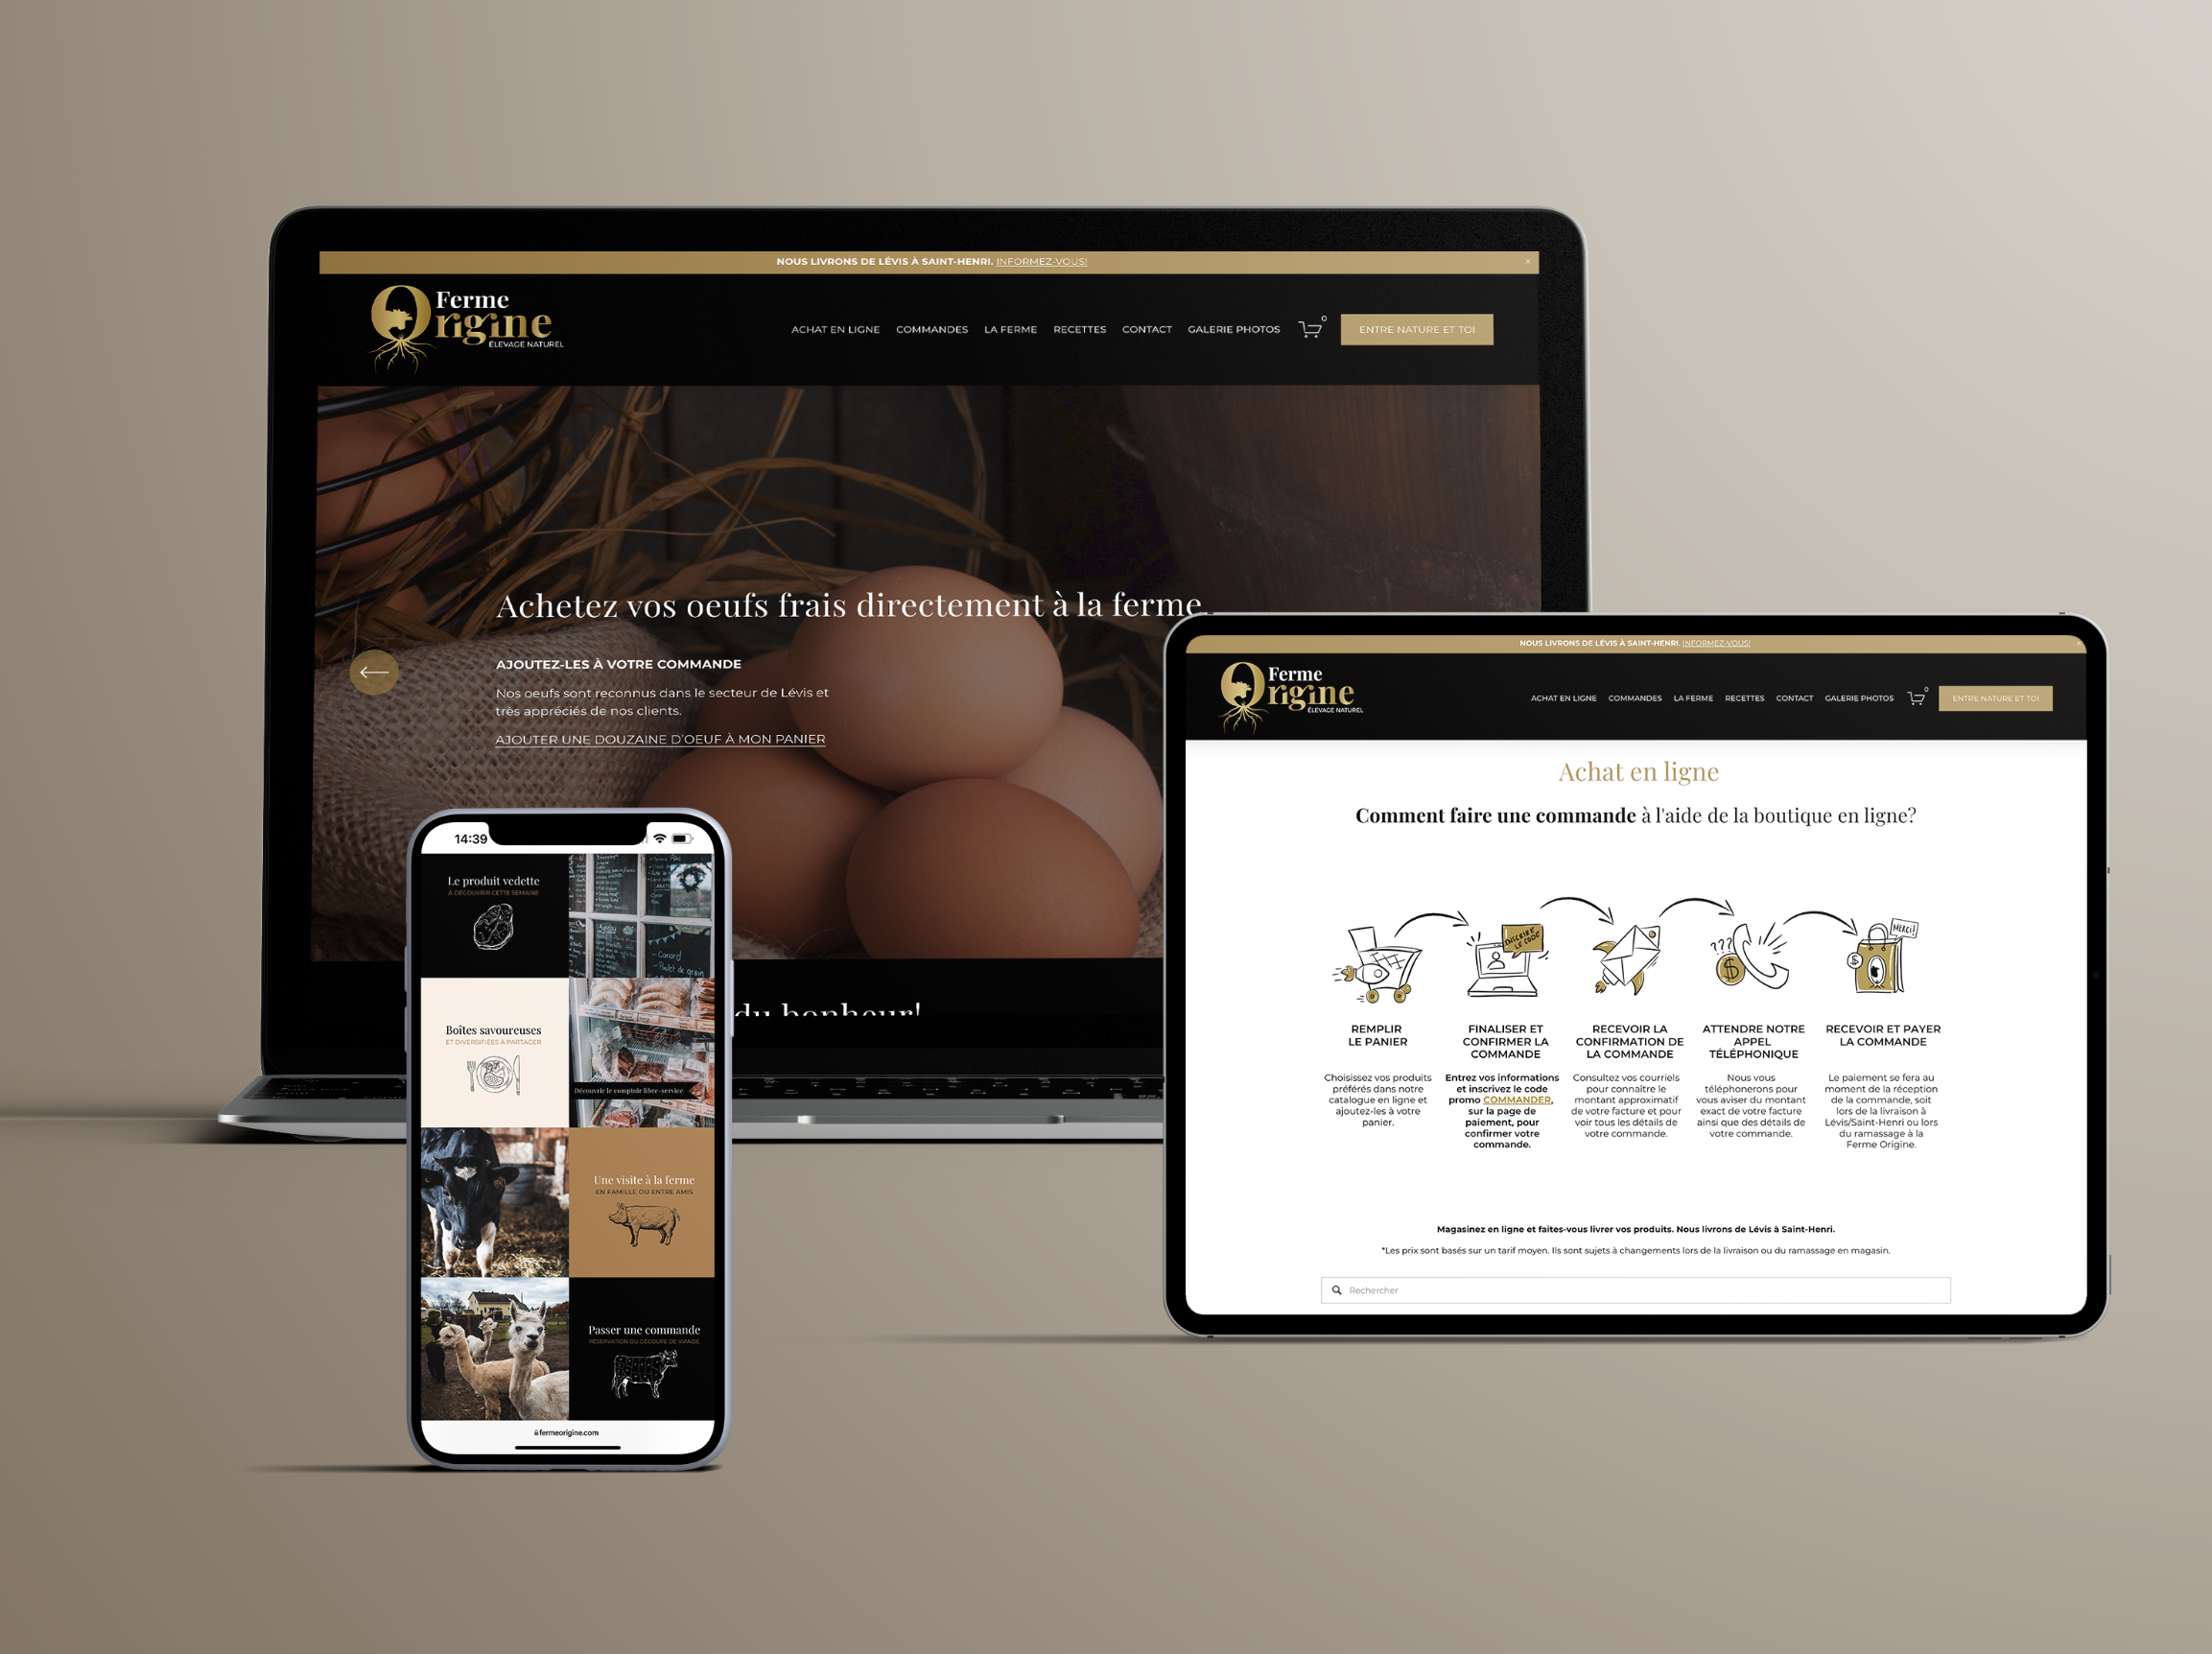 NOUS LIVRONS DE LÉVIS À SAINT-HENRI. INFORMEZ-VOUS!
Ferme
Origine
ÉLEVAGE NATUREL
ACHAT EN LIGNE COMMANDES LA FERME RECETTES CONTACT GALERIE PHOTOS 0 ENTRE NATURE ET TOI
Achetez vos oeufs frais directement à la ferme
AJOUTEZ-LES À VOTRE COMMANDE
Nos oeufs sont reconnus dans le secteur de Lévis et
très appréciés de nos clients.
AJOUTER UNE DOUZAINE D'OEUF À MON PANIER
du bonheur!
14:39
Le produit vedette
À DÉCOUVRIR CETTE SEMAINE
- Canard
- Poulet de grain
Boîtes savoureuses
ET DIVERSIFIÉES À PARTAGER
Découvrir le comptoir libre-service
Une visite à la ferme
EN FAMILLE OU ENTRE AMIS
Passer une commande
RÉSERVATION OU DÉCOUPE DE VIANDE
fermeorigine.com
NOUS LIVRONS DE LÉVIS À SAINT-HENRI. INFORMEZ-VOUS!
Ferme
Origine
ÉLEVAGE NATUREL
ACHAT EN LIGNE COMMANDES LA FERME RECETTES CONTACT GALERIE PHOTOS 0 ENTRE NATURE ET TOI
Achat en ligne
Comment faire une commande à l'aide de la boutique en ligne?
INSCRIRE
LE CODE
???
$
MERCI!
$
REMPLIR
LE PANIER
Choisissez vos produits
préférés dans notre
catalogue en ligne et
ajoutez-les à votre
panier.
FINALISER ET
CONFIRMER LA
COMMANDE
Entrez vos informations
et inscrivez le code
promo COMMANDER,
sur la page de
paiement, pour
confirmer votre
commande.
RECEVOIR LA
CONFIRMATION DE
LA COMMANDE
Consultez vos courriels
pour connaître le
montant approximatif
de votre facture et pour
voir tous les détails de
votre commande.
ATTENDRE NOTRE
APPEL
TÉLÉPHONIQUE
Nous vous
téléphonerons pour
vous aviser du montant
exact de votre facture
ainsi que des détails de
votre commande.
RECEVOIR ET PAYER
LA COMMANDE
Le paiement se fera au
moment de la réception
de la commande, soit
lors de la livraison à
Lévis/Saint-Henri ou lors
du ramassage à la
Ferme Origine.
Magasinez en ligne et faites-vous livrer vos produits. Nous livrons de Lévis à Saint-Henri.
*Les prix sont basés sur un tarif moyen. Ils sont sujets à changements lors de la livraison ou du ramassage en magasin.
Rechercher